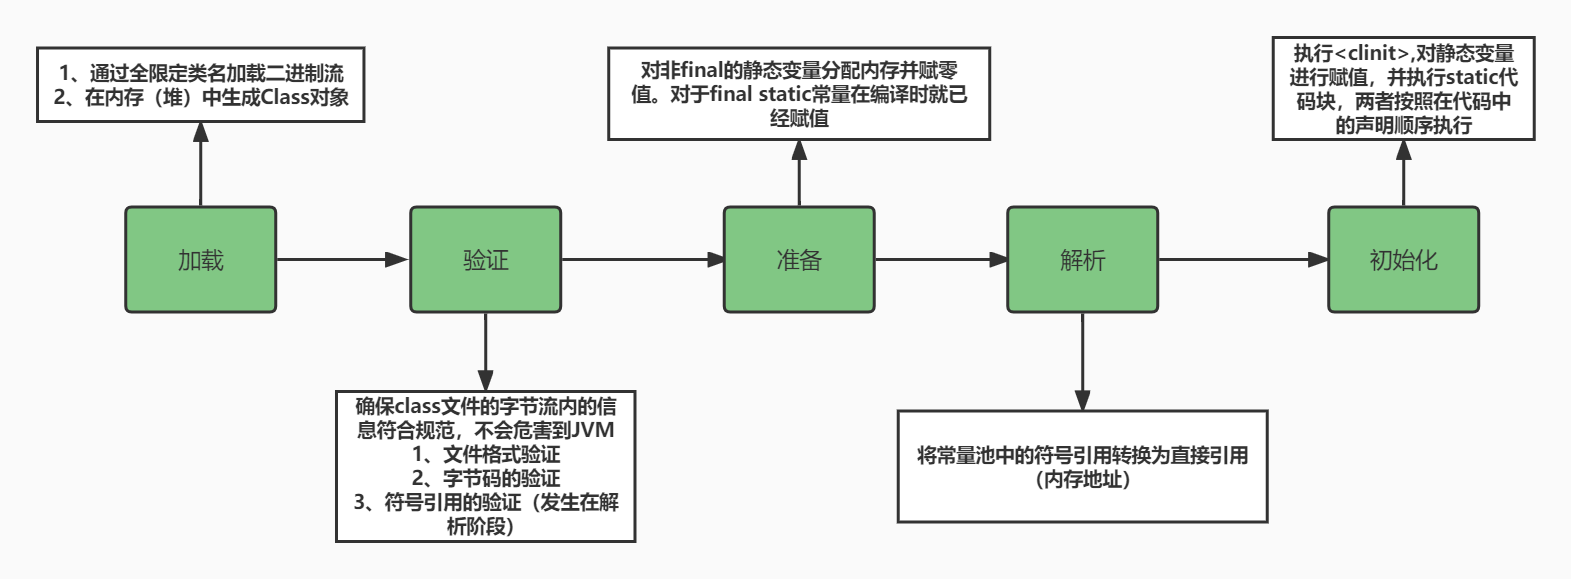 1、通过全限定类名加载二进制流
2、在内存（堆）中生成Class对象
对非final的静态变量分配内存并赋零
值。对于final static常量在编译时就已
经赋值
执行<clinit>,对静态变量
进行赋值，并执行static代
码块，两者按照在代码中
的声明顺序执行
加载
验证
准备
解析
初始化
确保class文件的字节流内的信
息符合规范，不会危害到JVM
1、文件格式验证
2、字节码的验证
3、符号引用的验证（发生在解
析阶段）
将常量池中的符号引用转换为直接引用
（内存地址）